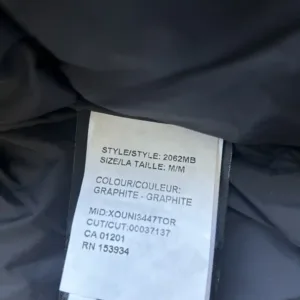 STYLE/STYLE: 2062MB
SIZE/LA TAILLE: M/M
COLOUR/COULEUR:
GRAPHITE - GRAPHITE
MID: XOUNI3447TOR
CUT/CUT: 00037137
CA 01201
RN 153934